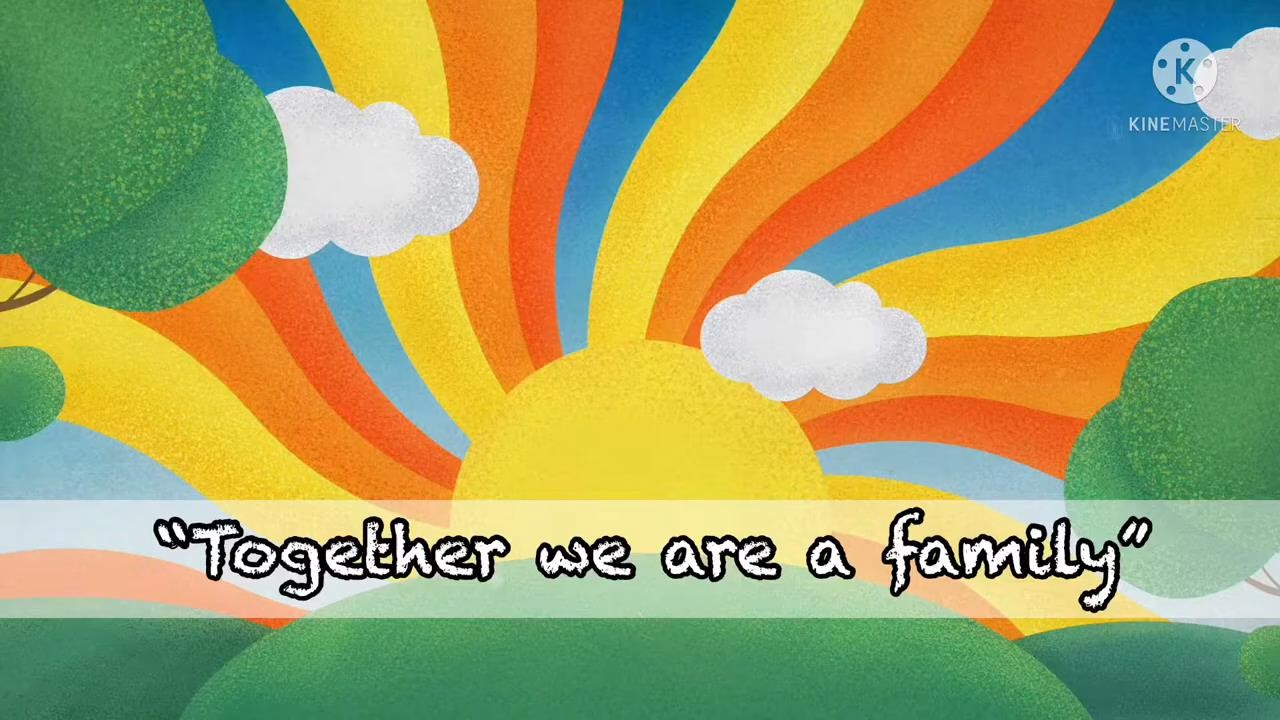 K
KINEMASTER
“Together we are a family”